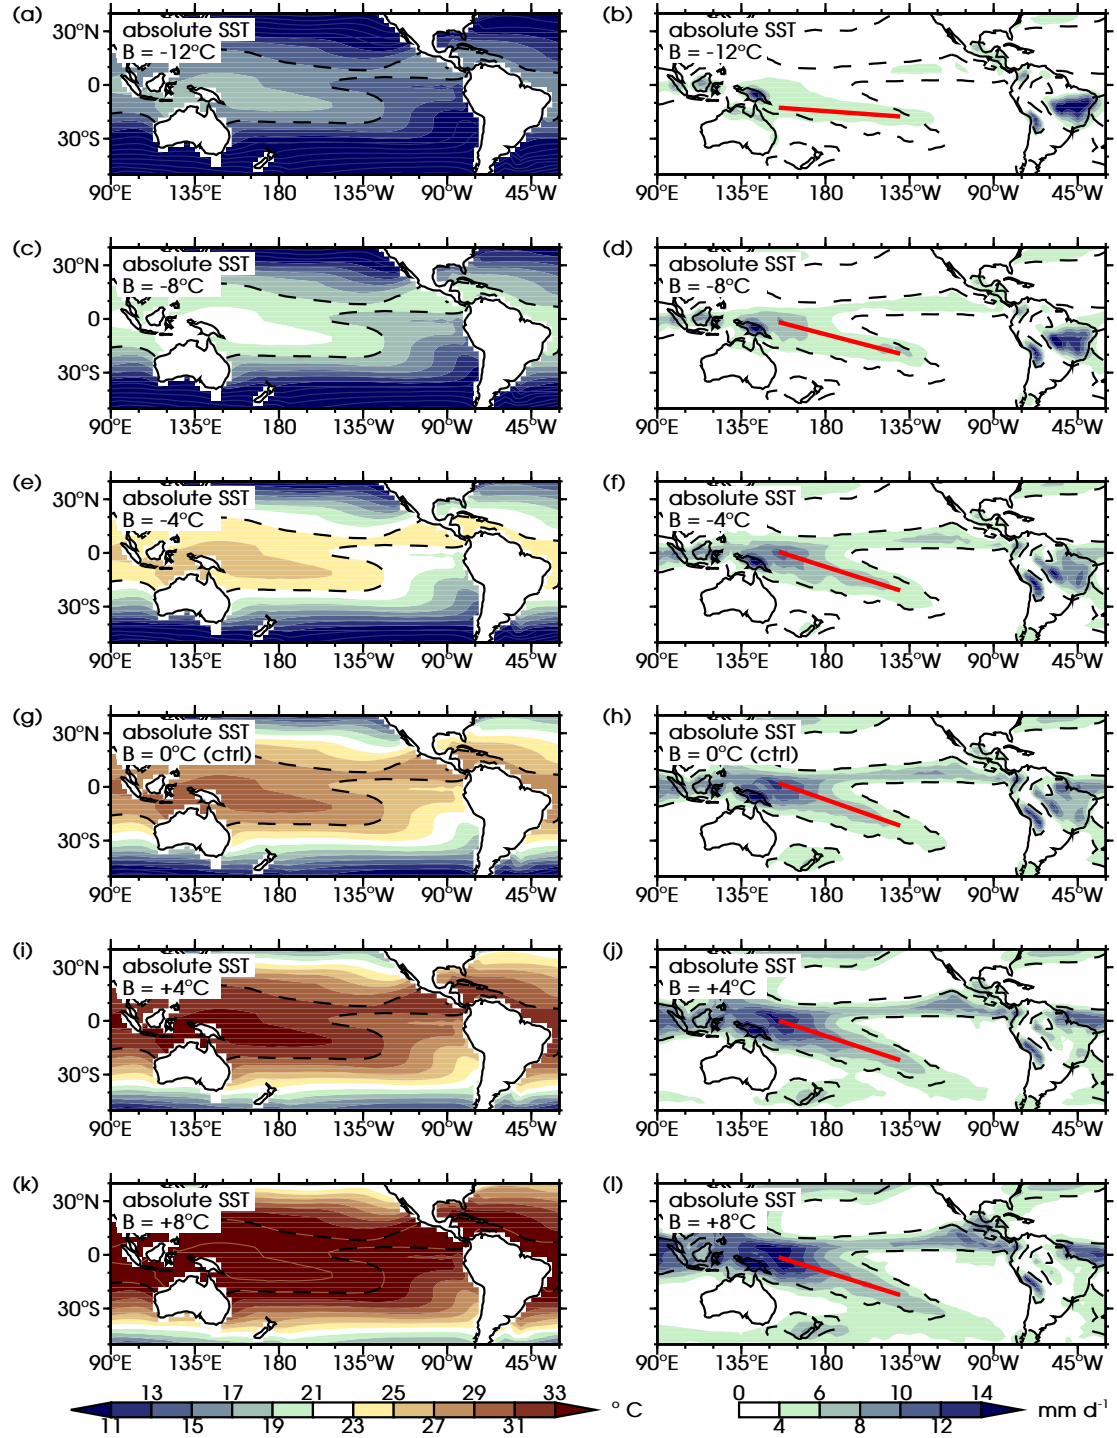 (a) absolute SST
B = -12°C
30°N
0
30°S
90°E 135°E 180 135°W 90°W 45°W
(b) absolute SST
B = -12°C
90°E 135°E 180 135°W 90°W 45°W
(c) absolute SST
B = -8°C
30°N
0
30°S
90°E 135°E 180 135°W 90°W 45°W
(d) absolute SST
B = -8°C
90°E 135°E 180 135°W 90°W 45°W
(e) absolute SST
B = -4°C
30°N
0
30°S
90°E 135°E 180 135°W 90°W 45°W
(f) absolute SST
B = -4°C
90°E 135°E 180 135°W 90°W 45°W
(g) absolute SST
B = 0°C (ctrl)
30°N
0
30°S
90°E 135°E 180 135°W 90°W 45°W
(h) absolute SST
B = 0°C (ctrl)
90°E 135°E 180 135°W 90°W 45°W
(i) absolute SST
B = +4°C
30°N
0
30°S
90°E 135°E 180 135°W 90°W 45°W
(j) absolute SST
B = +4°C
90°E 135°E 180 135°W 90°W 45°W
(k) absolute SST
B = +8°C
30°N
0
30°S
90°E 135°E 180 135°W 90°W 45°W
(l) absolute SST
B = +8°C
90°E 135°E 180 135°W 90°W 45°W
13 17 21 25 29 33
° C
11 15 19 23 27 31
0 6 10 14
mm d⁻¹
4 8 12